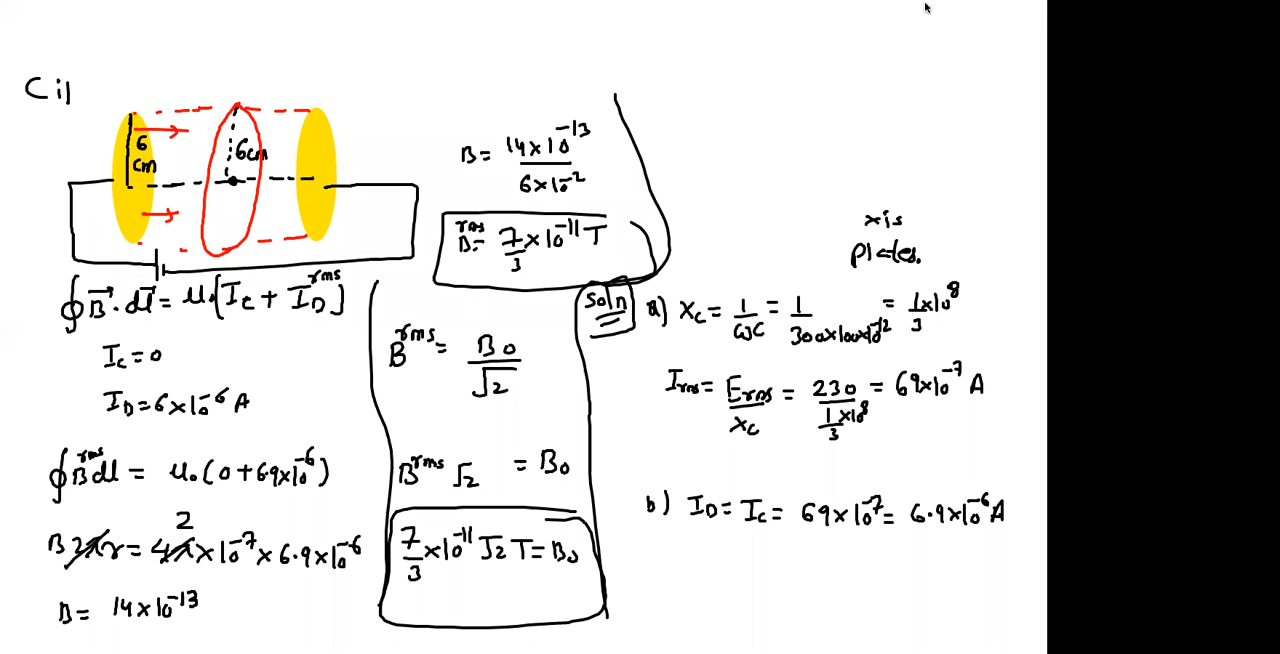 Cil
6
cm
6cm
∮B⃗.dl⃗ = μ₀[I_C + I_D^rms]
I_C = 0
I_D = 6×10⁻⁶ A
∮B^rms dl = μ₀(0+6.9×10⁻⁶)
2
B 2πr = 4π×10⁻⁷×6.9×10⁻⁶
B = 14×10⁻¹³
B = 14×10⁻¹³ / 6×10⁻²
B^rms = 7/3 ×10⁻¹¹ T
B^rms = B₀/√2
B^rms √2 = B₀
7/3 ×10⁻¹¹ √2 T = B₀
xis
plates.
Soln
a) X_C = 1/ωC = 1/300×100×10⁻¹² = 1/3 ×10⁸
I_rms = E_rms/X_C = 230/(1/3 ×10⁸) = 69×10⁻⁷ A
b) I_D = I_C = 69×10⁻⁷ = 6.9×10⁻⁶ A